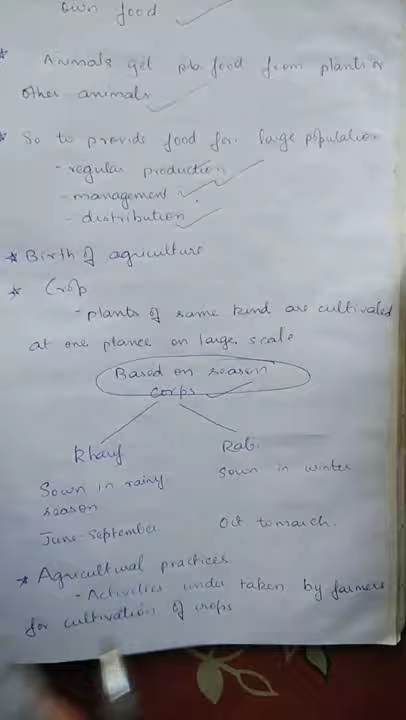 own food
* Animals get food from plants or
other animals
* So to provide food for large population
- regular production
- management
- distribution
* Birth of agriculture
* Crop
- plants of same kind are cultivated
at one plance on large scale
Based on season
corps
Kharif
Rabi
Sown in rainy
season
Sown in winter
June-September
Oct to march.
* Agricultural practices
- Activities under taken by farmers
for cultivation of crops